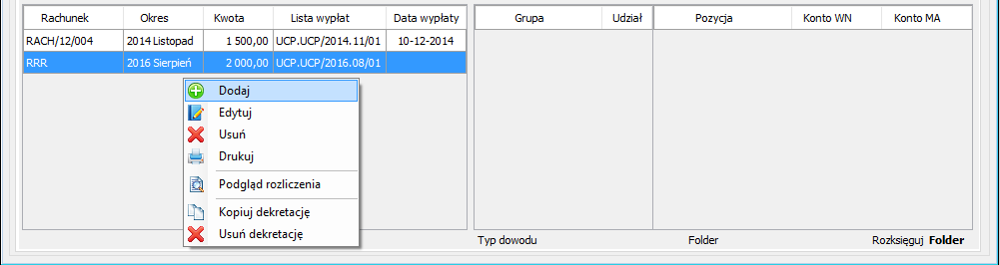 Rachunek Okres Kwota Lista wypłat Data wypłaty Grupa Udział Pozycja Konto WN Konto MA
RACH/12/004 2014 Listopad 1 500,00 UCP.UCP/2014.11/01 10-12-2014
RRR 2016 Sierpień 2 000,00 UCP.UCP/2016.08/01
Dodaj
Edytuj
Usuń
Drukuj
Podgląd rozliczenia
Kopiuj dekretację
Usuń dekretację
Typ dowodu Folder Rozksięguj Folder